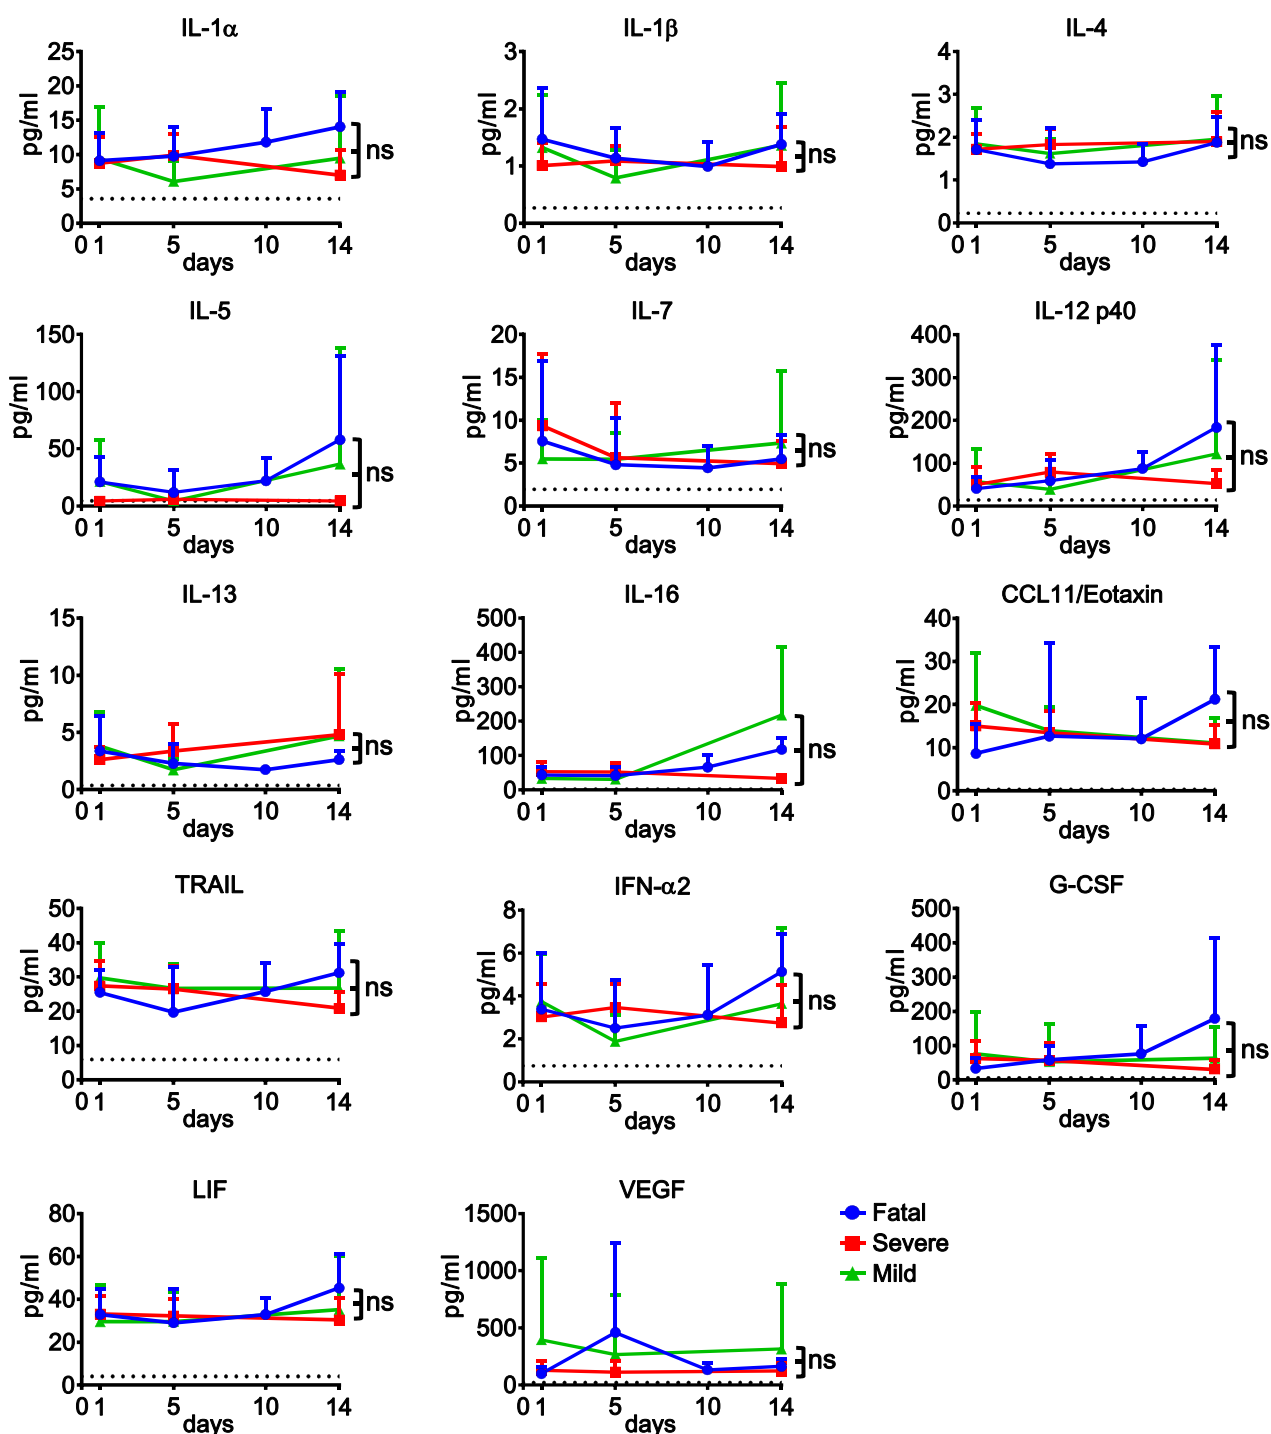 IL-1α
25
20
15
10
5
0
pg/ml
0 1 5 10 14
days
ns
IL-1β
3
2
1
0
pg/ml
0 1 5 10 14
days
ns
IL-4
4
3
2
1
0
pg/ml
0 1 5 10 14
days
ns
IL-5
150
100
50
0
pg/ml
0 1 5 10 14
days
ns
IL-7
20
15
10
5
0
pg/ml
0 1 5 10 14
days
ns
IL-12 p40
400
300
200
100
0
pg/ml
0 1 5 10 14
days
ns
IL-13
15
10
5
0
pg/ml
0 1 5 10 14
days
ns
IL-16
500
400
300
200
100
0
pg/ml
0 1 5 10 14
days
ns
CCL11/Eotaxin
40
30
20
10
0
pg/ml
0 1 5 10 14
days
ns
TRAIL
50
40
30
20
10
0
pg/ml
0 1 5 10 14
days
ns
IFN-α2
8
6
4
2
0
pg/ml
0 1 5 10 14
days
ns
G-CSF
500
400
300
200
100
0
pg/ml
0 1 5 10 14
days
ns
LIF
80
60
40
20
0
pg/ml
0 1 5 10 14
days
ns
VEGF
1500
1000
500
0
pg/ml
0 1 5 10 14
days
ns
Fatal
Severe
Mild